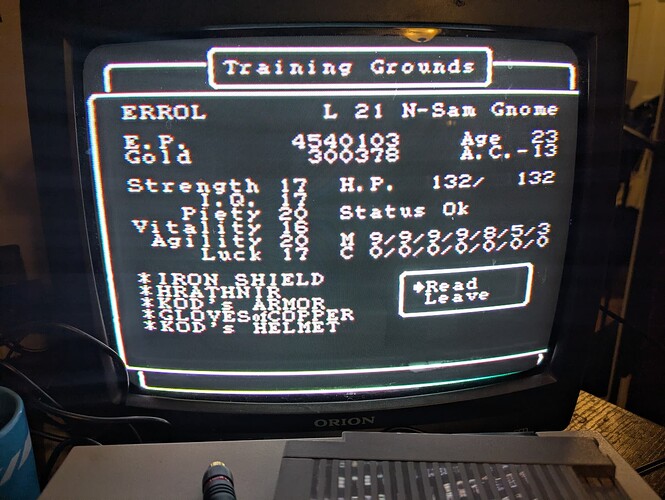 Training Grounds
ERROL L 21 N-Sam Gnome
E.P. 4540103 Age 23
Gold 300378 A.C.-13
Strength 17 H.P. 132/ 132
I.Q. 17
Piety 20 Status Ok
Vitality 16
Agility 20 M 9/9/9/9/8/5/3
Luck 17 C 0/0/0/0/0/0/0
*IRON SHIELD
*HRATHNIR
*KOD's ARMOR
*GLOVES of COPPER
*KOD's HELMET
➔Read
Leave
ORION